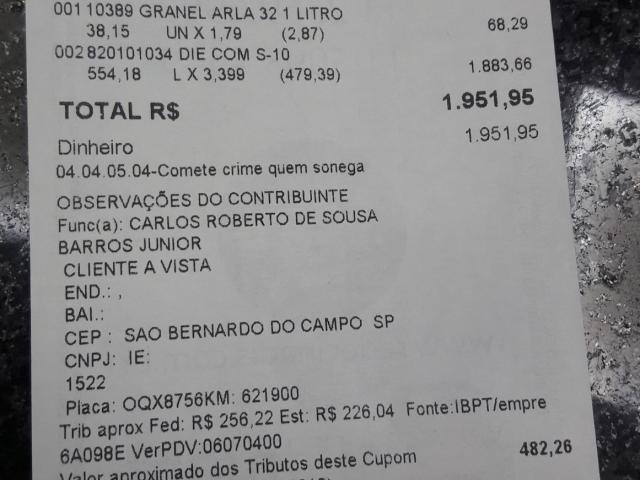 001 10389 GRANEL ARLA 32 1 LITRO
38,15 UN X 1,79 (2,87) 68,29
002 820101034 DIE COM S-10
554,18 L X 3,399 (479,39) 1.883,66
TOTAL R$ 1.951,95
Dinheiro 1.951,95
04.04.05.04-Comete crime quem sonega
OBSERVAÇÕES DO CONTRIBUINTE
Func(a): CARLOS ROBERTO DE SOUSA
BARROS JUNIOR
CLIENTE A VISTA
END.: ,
BAI.:
CEP : SAO BERNARDO DO CAMPO SP
CNPJ: IE:
1522
Placa: OQX8756KM: 621900
Trib aprox Fed: R$ 256,22 Est: R$ 226,04 Fonte:IBPT/empre
6A098E VerPDV:06070400
Valor aproximado dos Tributos deste Cupom 482,26